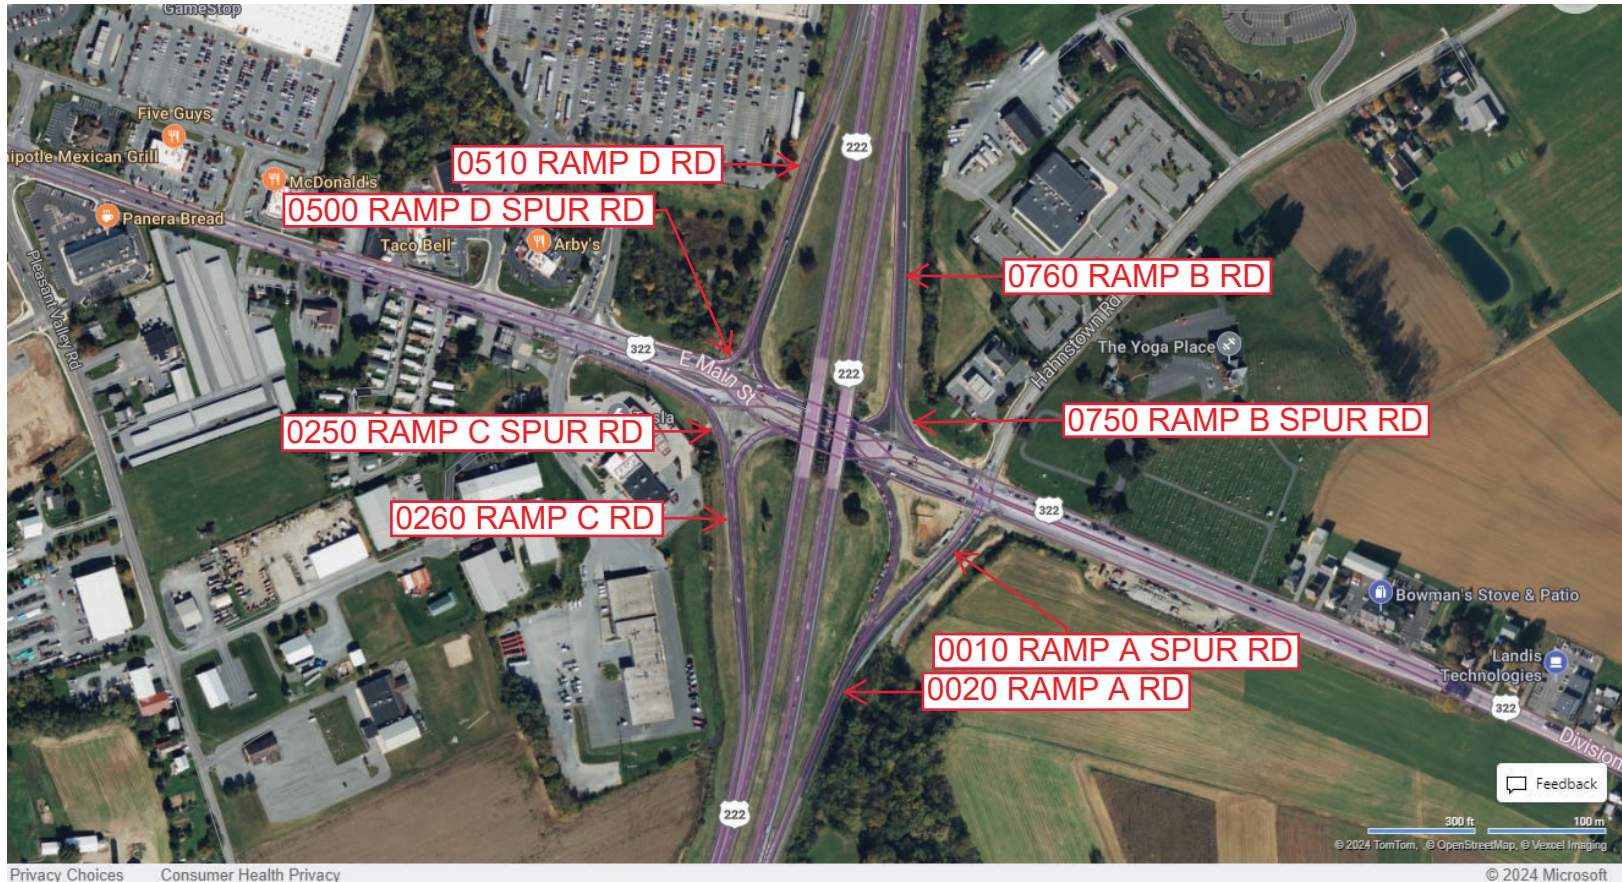 GameStop
Five Guys
hipotle Mexican Grill
McDonald's
Panera Bread
Taco Bell
Arby's
Pleasant Valley Rd
0510 RAMP D RD
0500 RAMP D SPUR RD
222
0760 RAMP B RD
Hahnstown Rd
The Yoga Place
322
E Main St
222
0250 RAMP C SPUR RD
0750 RAMP B SPUR RD
0260 RAMP C RD
322
Bowman's Stove & Patio
0010 RAMP A SPUR RD
0020 RAMP A RD
Landis
Technologies
322
Division
222
Feedback
300 ft
100 m
© 2024 TomTom, © OpenStreetMap, © Vexcel Imaging
Privacy Choices
Consumer Health Privacy
© 2024 Microsoft